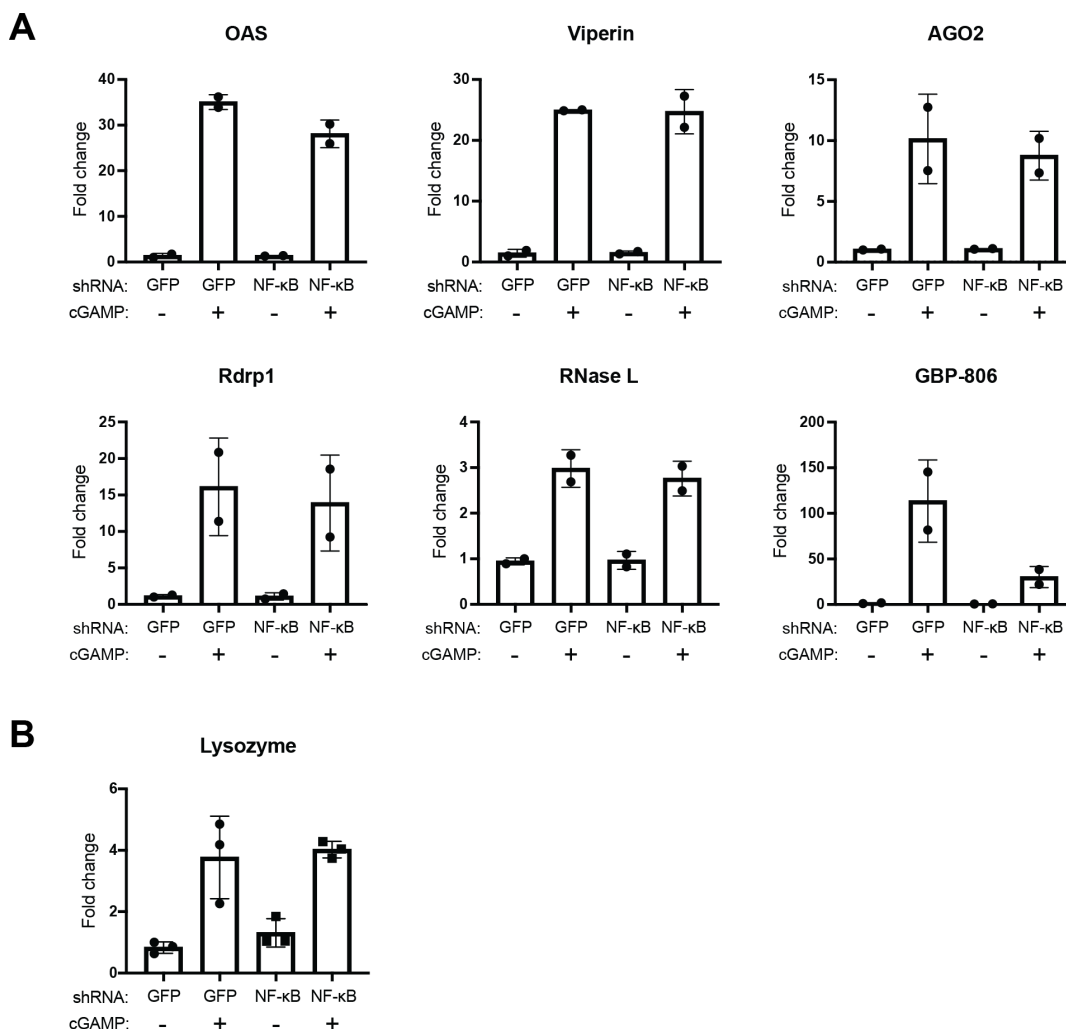 A
OAS
Viperin
AGO2
Fold change
40
30
20
10
0
Fold change
30
20
10
0
Fold change
15
10
5
0
shRNA: GFP GFP NF-κB NF-κB
cGAMP: - + - +
shRNA: GFP GFP NF-κB NF-κB
cGAMP: - + - +
shRNA: GFP GFP NF-κB NF-κB
cGAMP: - + - +
Rdrp1
RNase L
GBP-806
Fold change
25
20
15
10
5
0
Fold change
4
3
2
1
0
Fold change
200
150
100
50
0
shRNA: GFP GFP NF-κB NF-κB
cGAMP: - + - +
shRNA: GFP GFP NF-κB NF-κB
cGAMP: - + - +
shRNA: GFP GFP NF-κB NF-κB
cGAMP: - + - +
B
Lysozyme
Fold change
6
4
2
0
shRNA: GFP GFP NF-κB NF-κB
cGAMP: - + - +